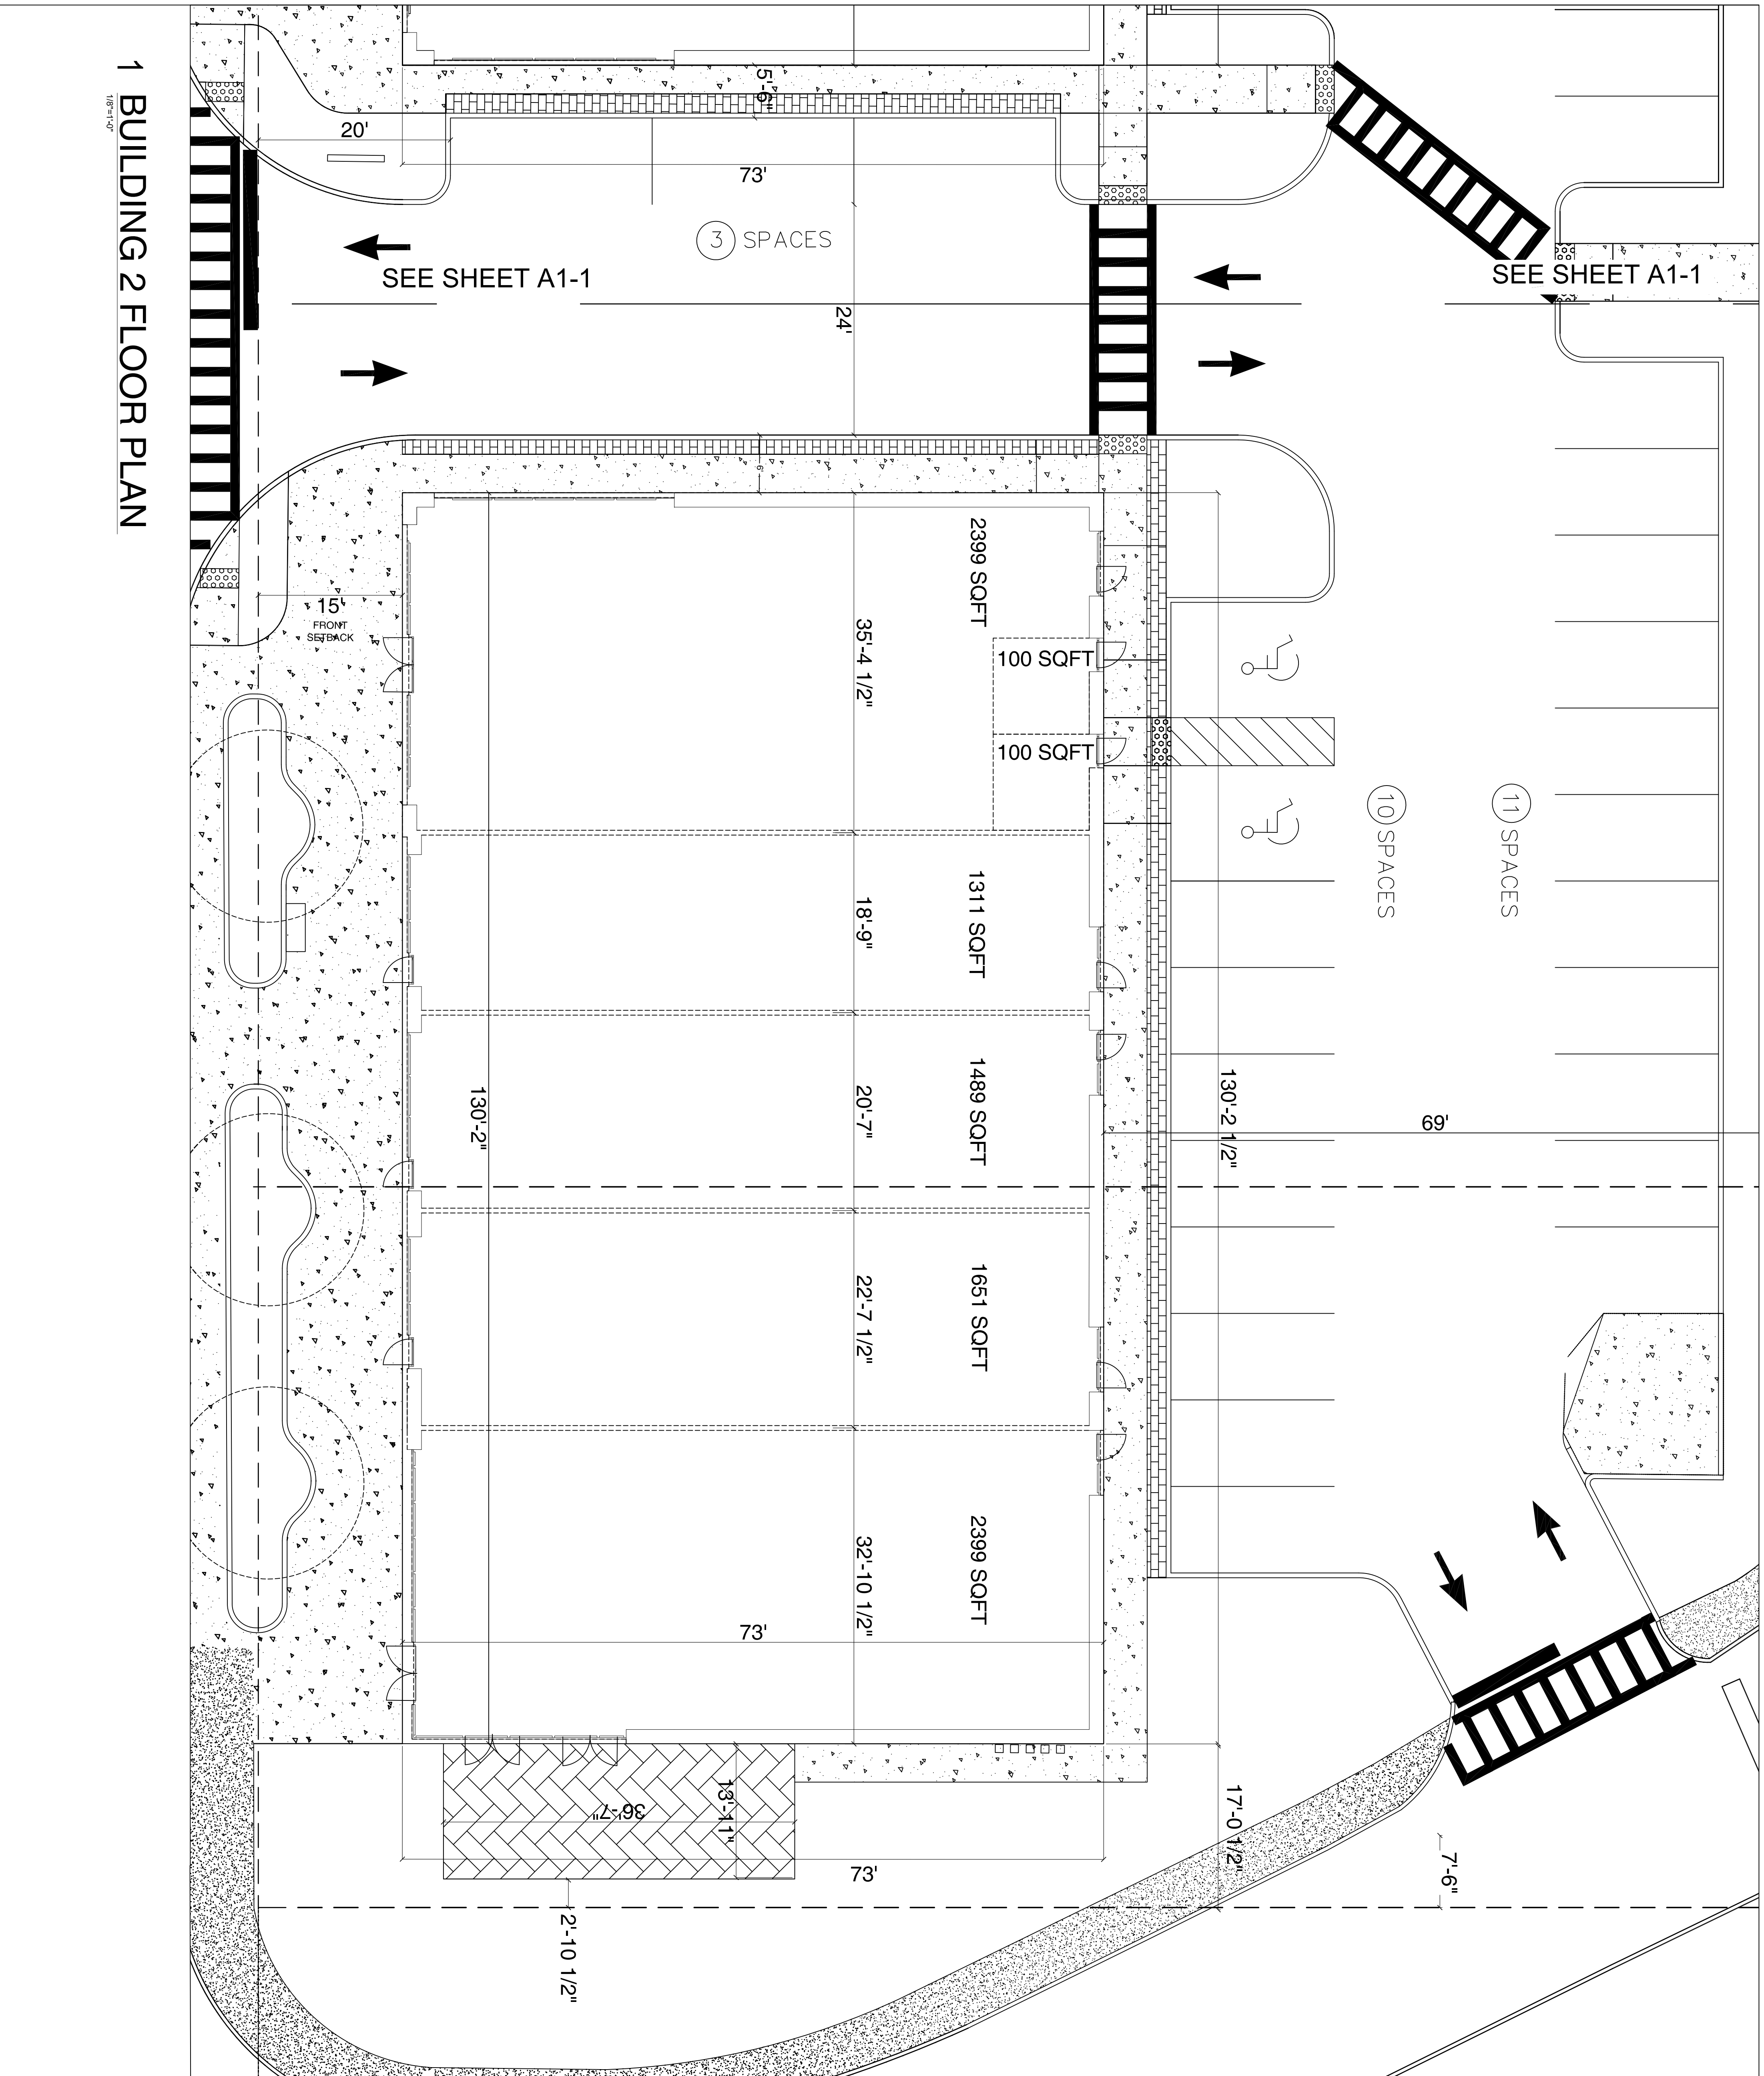 1 BUILDING 2 FLOOR PLAN
1/8"=1'-0"
5'-6"
20'
73'
3 SPACES
SEE SHEET A1-1
SEE SHEET A1-1
24'
6'
15'
FRONT
SETBACK
2399 SQFT
35'-4 1/2"
100 SQFT
100 SQFT
10 SPACES
11 SPACES
1311 SQFT
18'-9"
1489 SQFT
20'-7"
130'-2"
130'-2 1/2"
69'
1651 SQFT
22'-7 1/2"
2399 SQFT
32'-10 1/2"
73'
13'-11"
36'-7"
17'-0 1/2"
73'
7'-6"
2'-10 1/2"